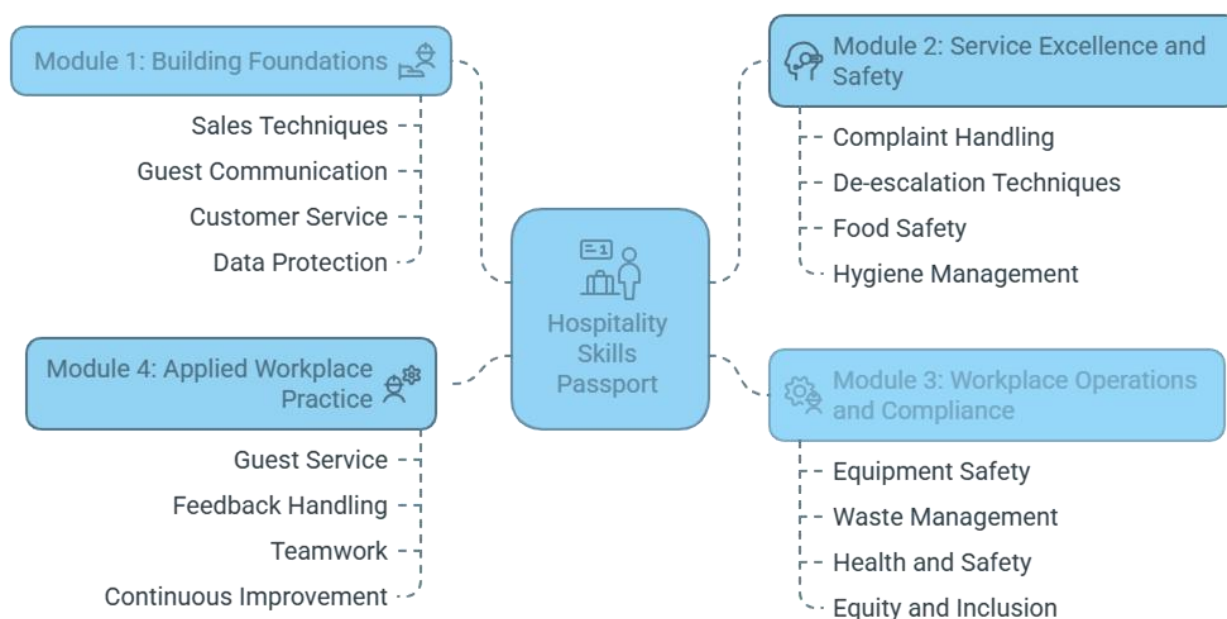 Module 1: Building Foundations
Sales Techniques
Guest Communication
Customer Service
Data Protection
Module 2: Service Excellence and
Safety
Complaint Handling
De-escalation Techniques
Food Safety
Hygiene Management
1
Hospitality
Skills
Passport
Module 4: Applied Workplace
Practice
Guest Service
Feedback Handling
Teamwork
Continuous Improvement
Module 3: Workplace Operations
and Compliance
Equipment Safety
Waste Management
Health and Safety
Equity and Inclusion